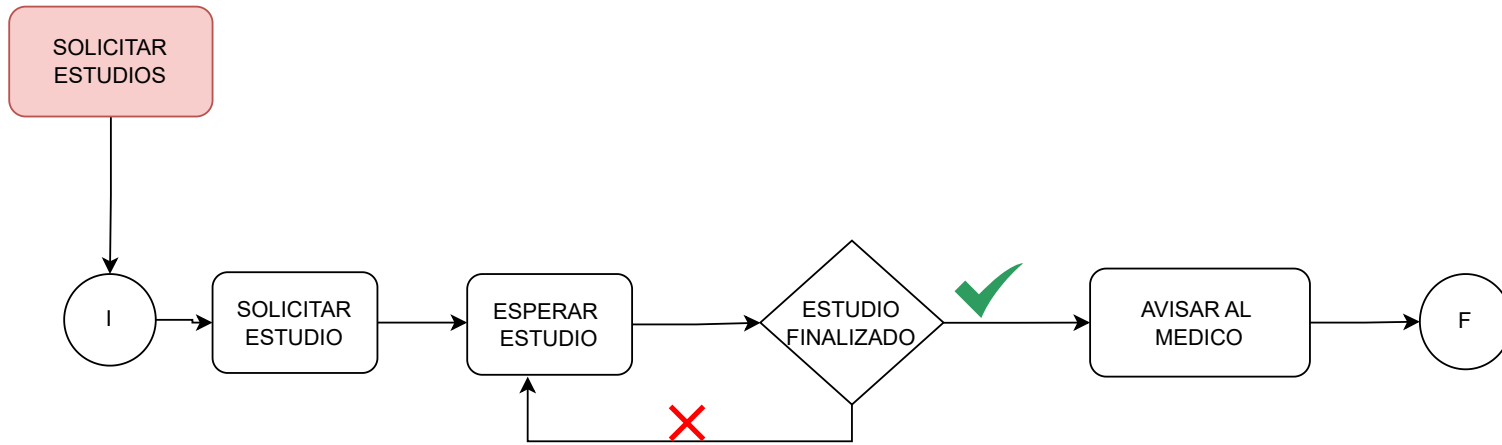 SOLICITAR
ESTUDIOS
I
SOLICITAR
ESTUDIO
ESPERAR
ESTUDIO
ESTUDIO
FINALIZADO
AVISAR AL
MEDICO
F